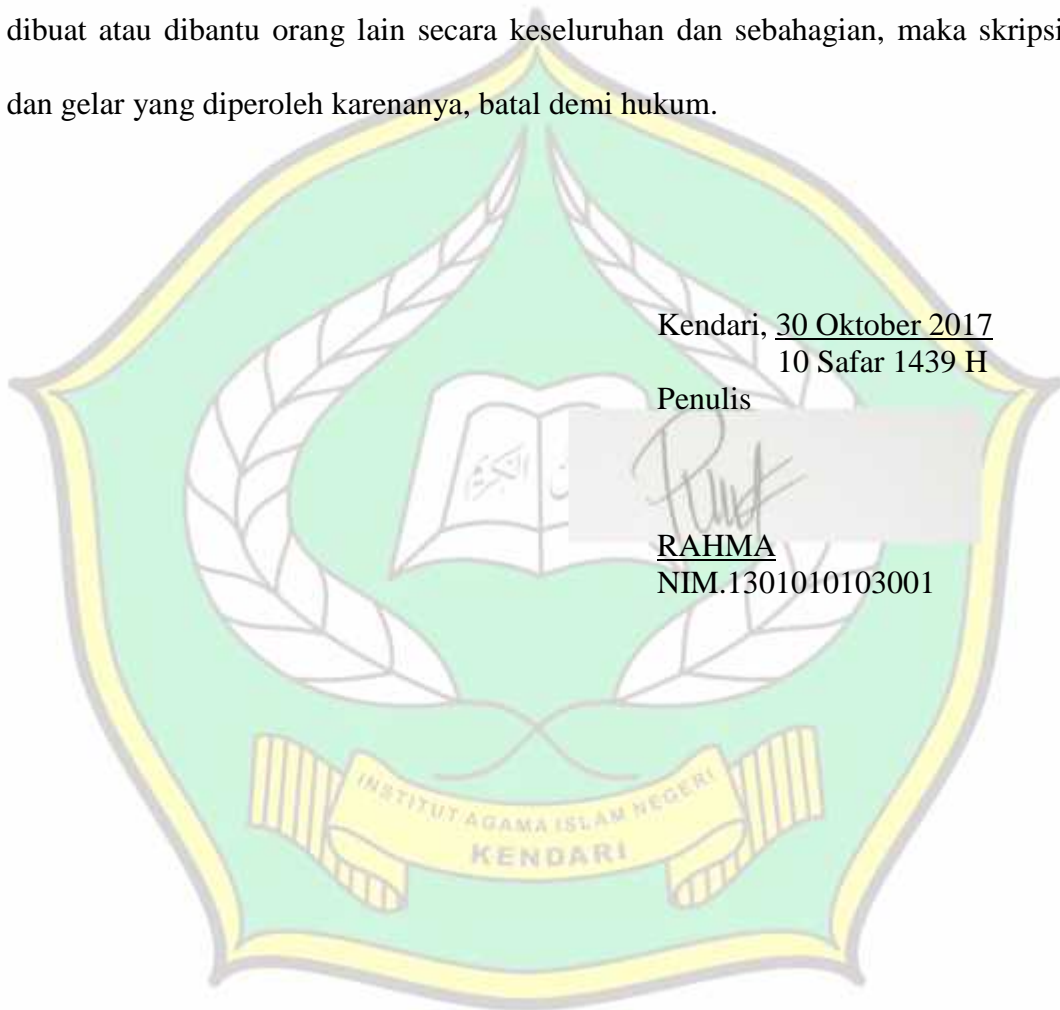 dibuat atau dibantu orang lain secara keseluruhan dan sebahagian, maka skripsi
dan gelar yang diperoleh karenanya, batal demi hukum.
Kendari, 30 Oktober 2017
10 Safar 1439 H
Penulis
RAHMA
NIM.1301010103001
INSTITUT AGAMA ISLAM NEGERI
KENDARI